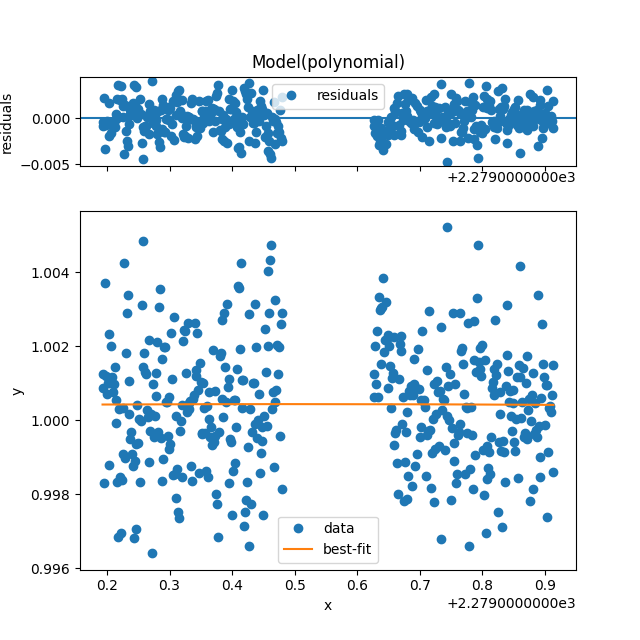 Model(polynomial)
residuals
0.000
−0.005
residuals
+2.2790000000e3
1.004
1.002
1.000
0.998
0.996
y
data
best-fit
0.2 0.3 0.4 0.5 0.6 0.7 0.8 0.9
x
+2.2790000000e3